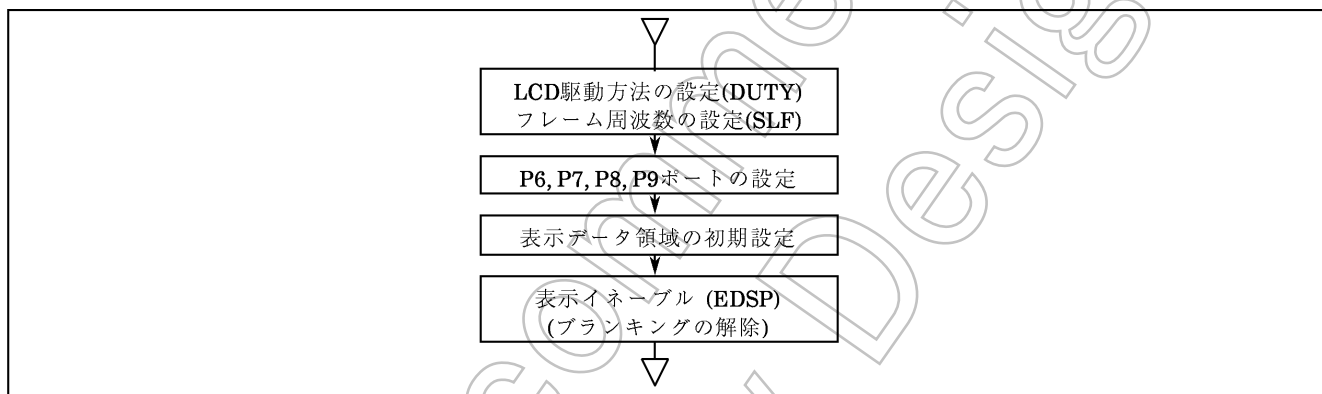 LCD駆動方法の設定(DUTY)
フレーム周波数の設定(SLF)
P6, P7, P8, P9ポートの設定
表示データ領域の初期設定
表示イネーブル (EDSP)
(ブランキングの解除)
comme
Desig